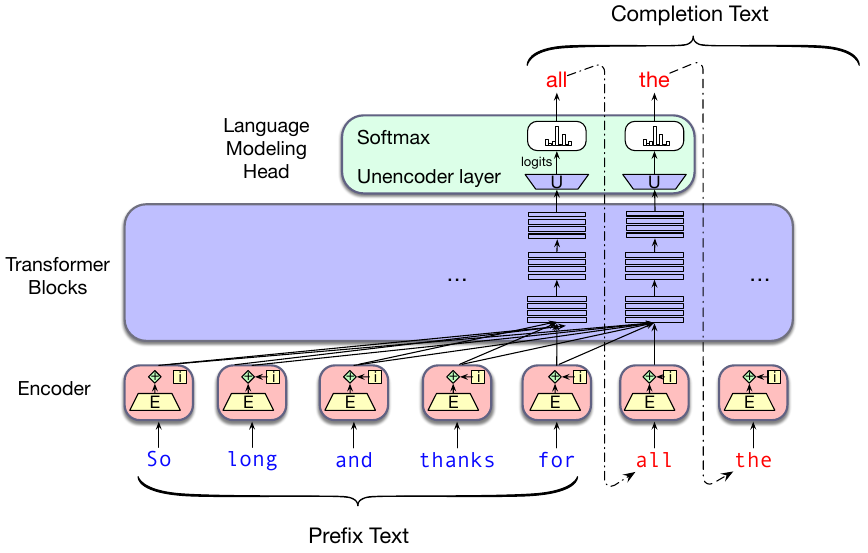 Completion Text
all
the
Language
Modeling
Head
Softmax
logits
Unencoder layer
U
U
Transformer
Blocks
...
...
Encoder
i
i
i
i
i
i
i
E
E
E
E
E
E
E
So
long
and
thanks
for
all
the
Prefix Text